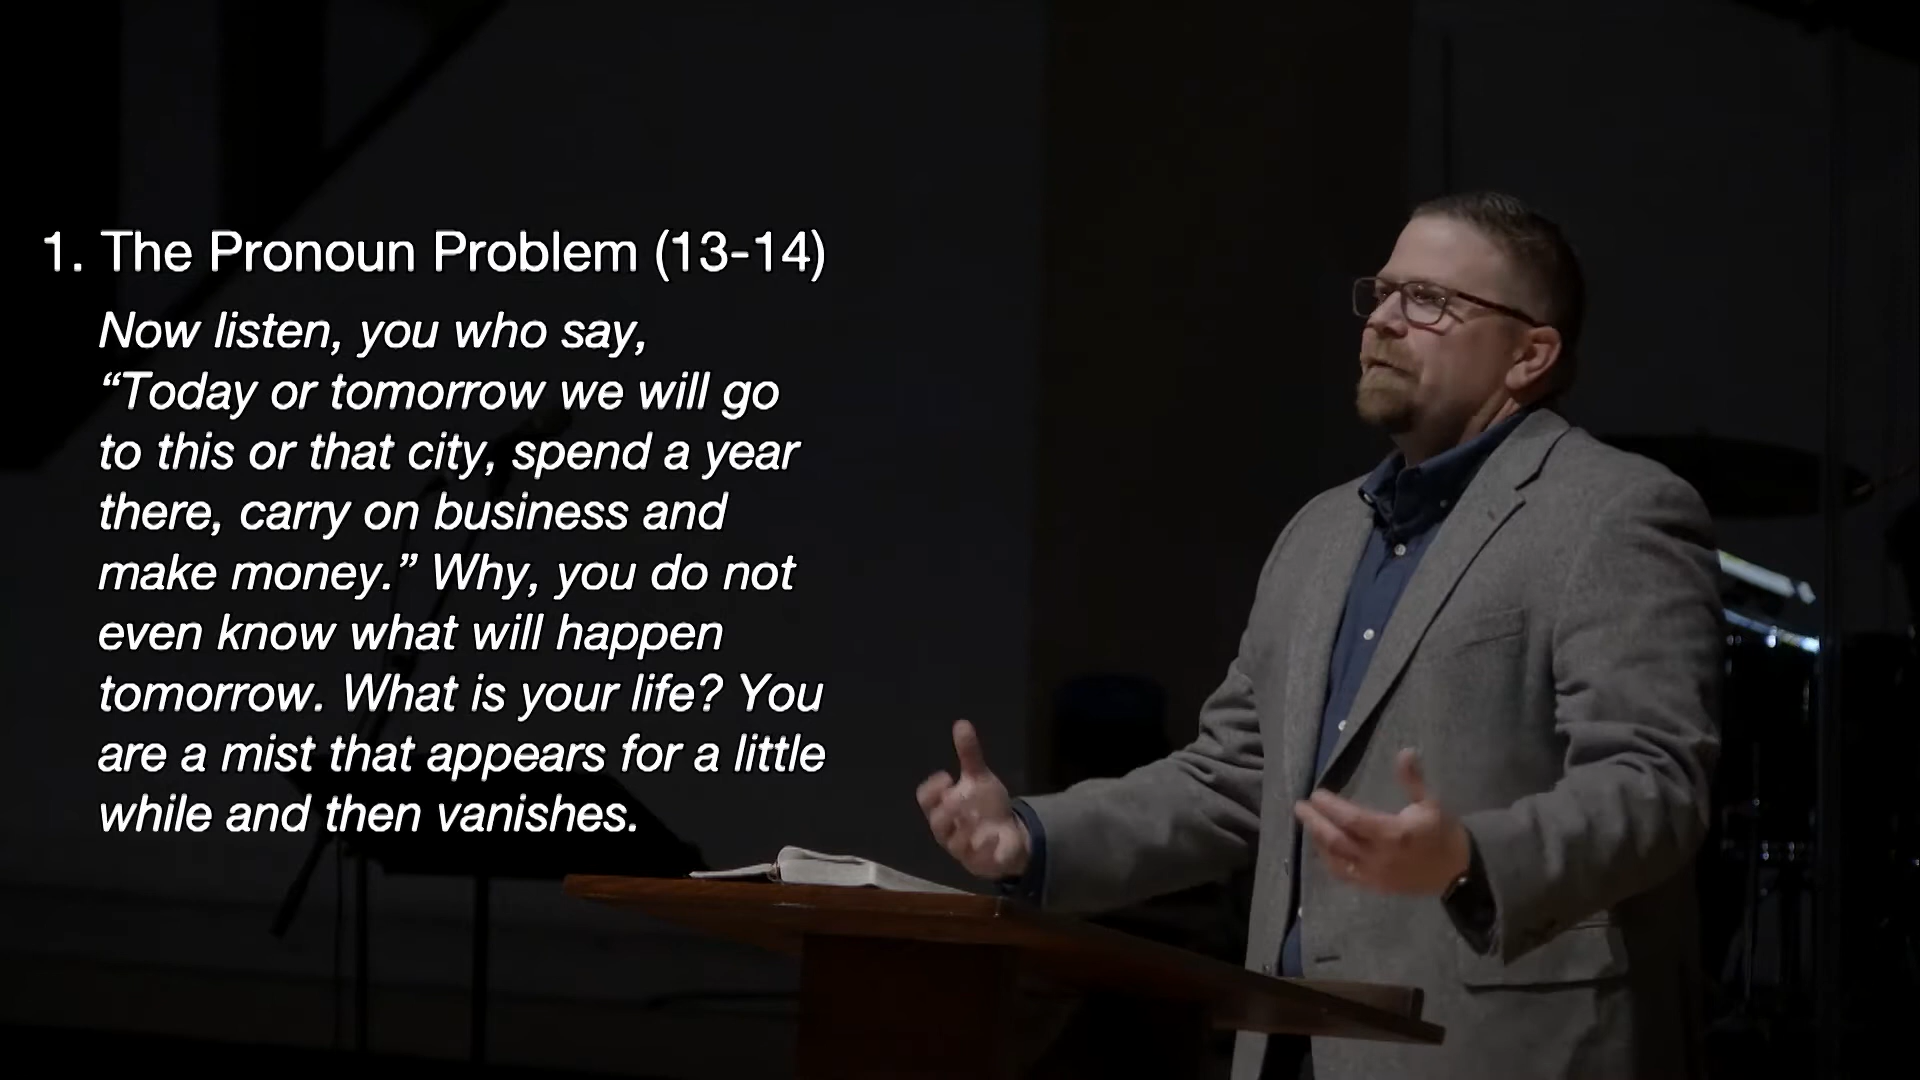 1. The Pronoun Problem (13-14)
Now listen, you who say,
“Today or tomorrow we will go
to this or that city, spend a year
there, carry on business and
make money.” Why, you do not
even know what will happen
tomorrow. What is your life? You
are a mist that appears for a little
while and then vanishes.